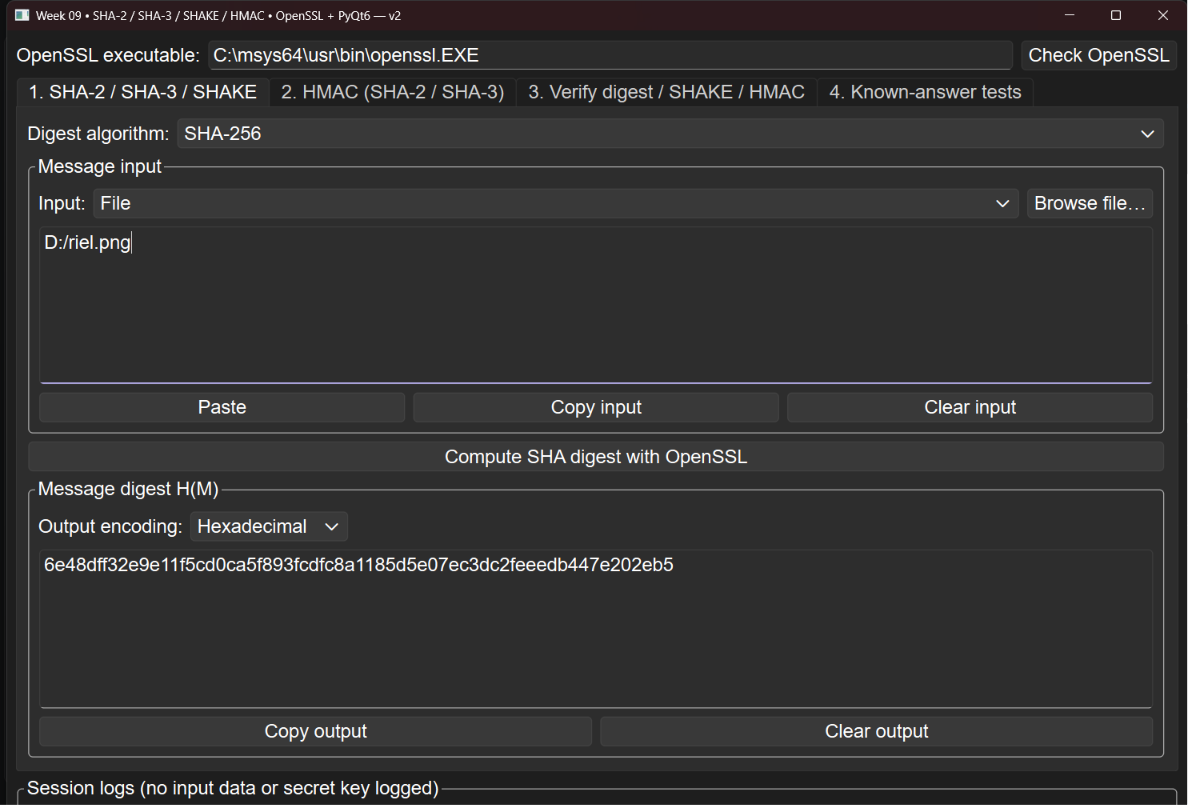 Week 09 • SHA-2 / SHA-3 / SHAKE / HMAC • OpenSSL + PyQt6 — v2
OpenSSL executable: C:\msys64\usr\bin\openssl.EXE Check OpenSSL
1. SHA-2 / SHA-3 / SHAKE 2. HMAC (SHA-2 / SHA-3) 3. Verify digest / SHAKE / HMAC 4. Known-answer tests
Digest algorithm: SHA-256
Message input
Input: File Browse file…
D:/riel.png
Paste Copy input Clear input
Compute SHA digest with OpenSSL
Message digest H(M)
Output encoding: Hexadecimal
6e48dff32e9e11f5cd0ca5f893fcdfc8a1185d5e07ec3dc2feeedb447e202eb5
Copy output Clear output
Session logs (no input data or secret key logged)